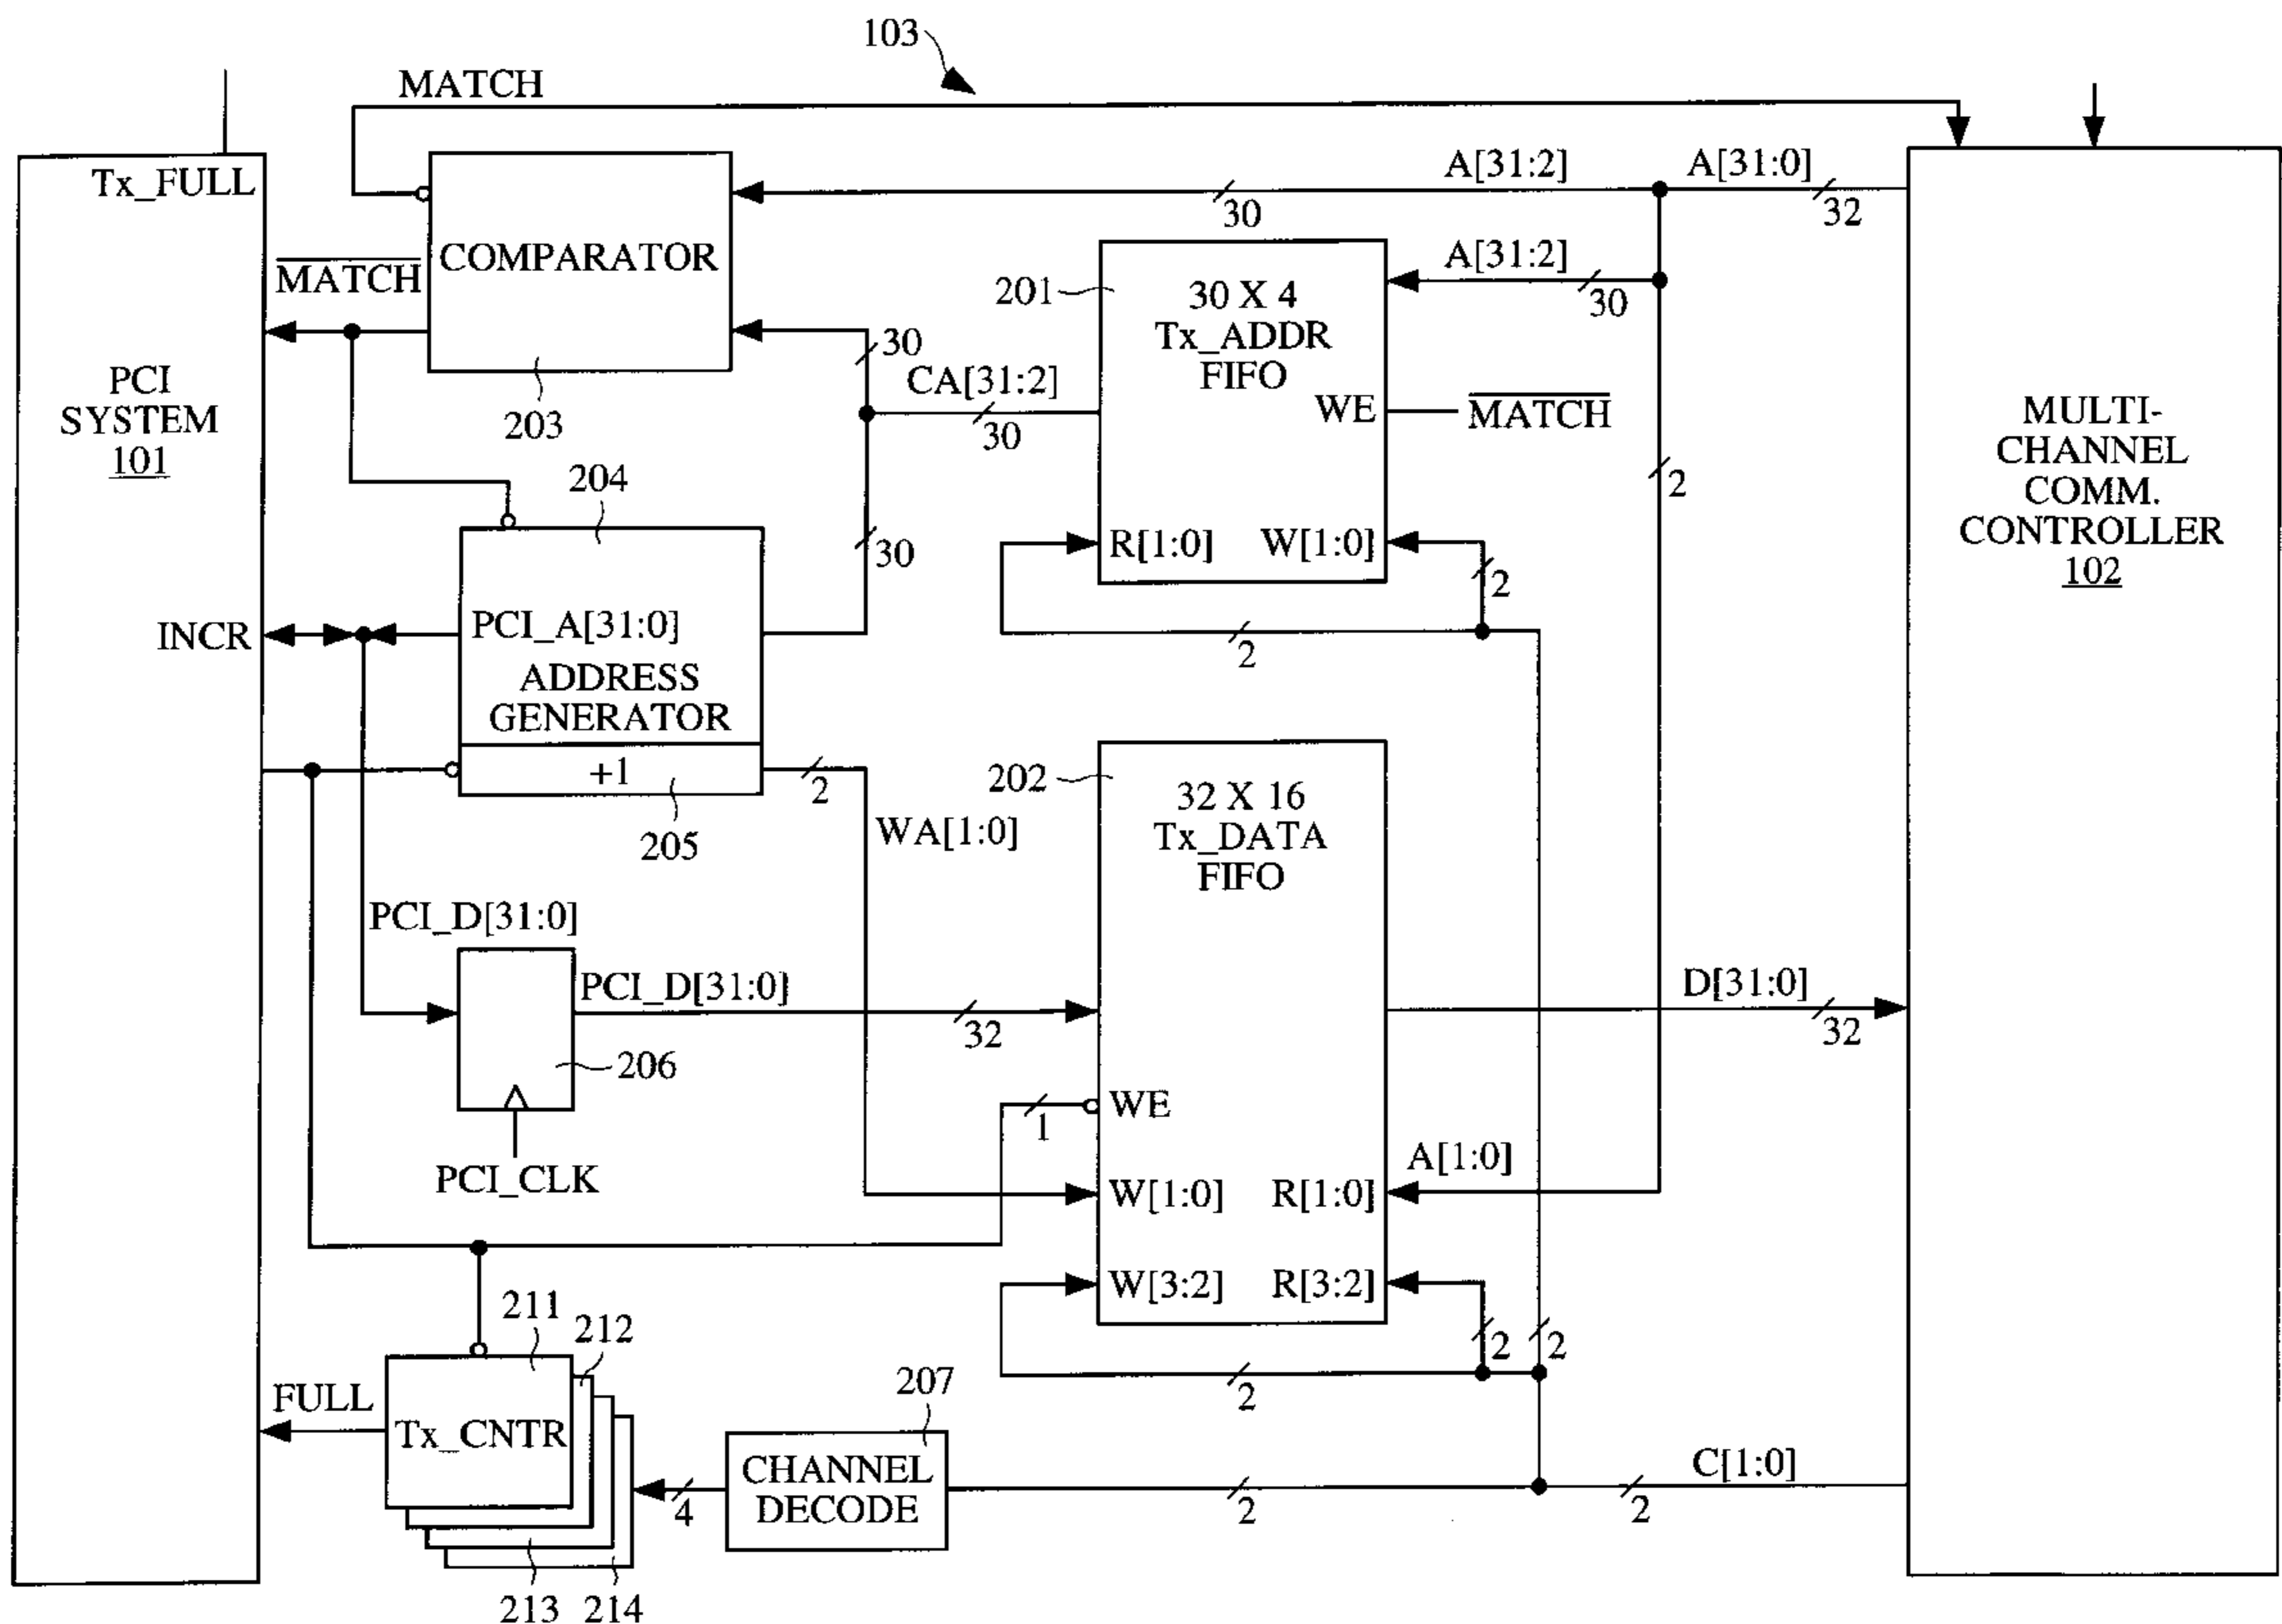 103
MATCH
Tx_FULL
A[31:2]
A[31:0]
30
32
COMPARATOR
M̅A̅T̅C̅H̅
203
A[31:2]
30
201
30 X 4
Tx_ADDR
FIFO
WE
M̅A̅T̅C̅H̅
R[1:0]
W[1:0]
30
CA[31:2]
30
30
2
2
2
PCI
SYSTEM
101
MULTI-
CHANNEL
COMM.
CONTROLLER
102
204
INCR
PCI_A[31:0]
ADDRESS
GENERATOR
+1
205
2
WA[1:0]
202
32 X 16
Tx_DATA
FIFO
PCI_D[31:0]
PCI_D[31:0]
32
206
PCI_CLK
D[31:0]
32
1
WE
W[1:0]
R[1:0]
A[1:0]
W[3:2]
R[3:2]
2
2
2
211
212
FULL
Tx_CNTR
213
214
4
207
CHANNEL
DECODE
2
C[1:0]
2